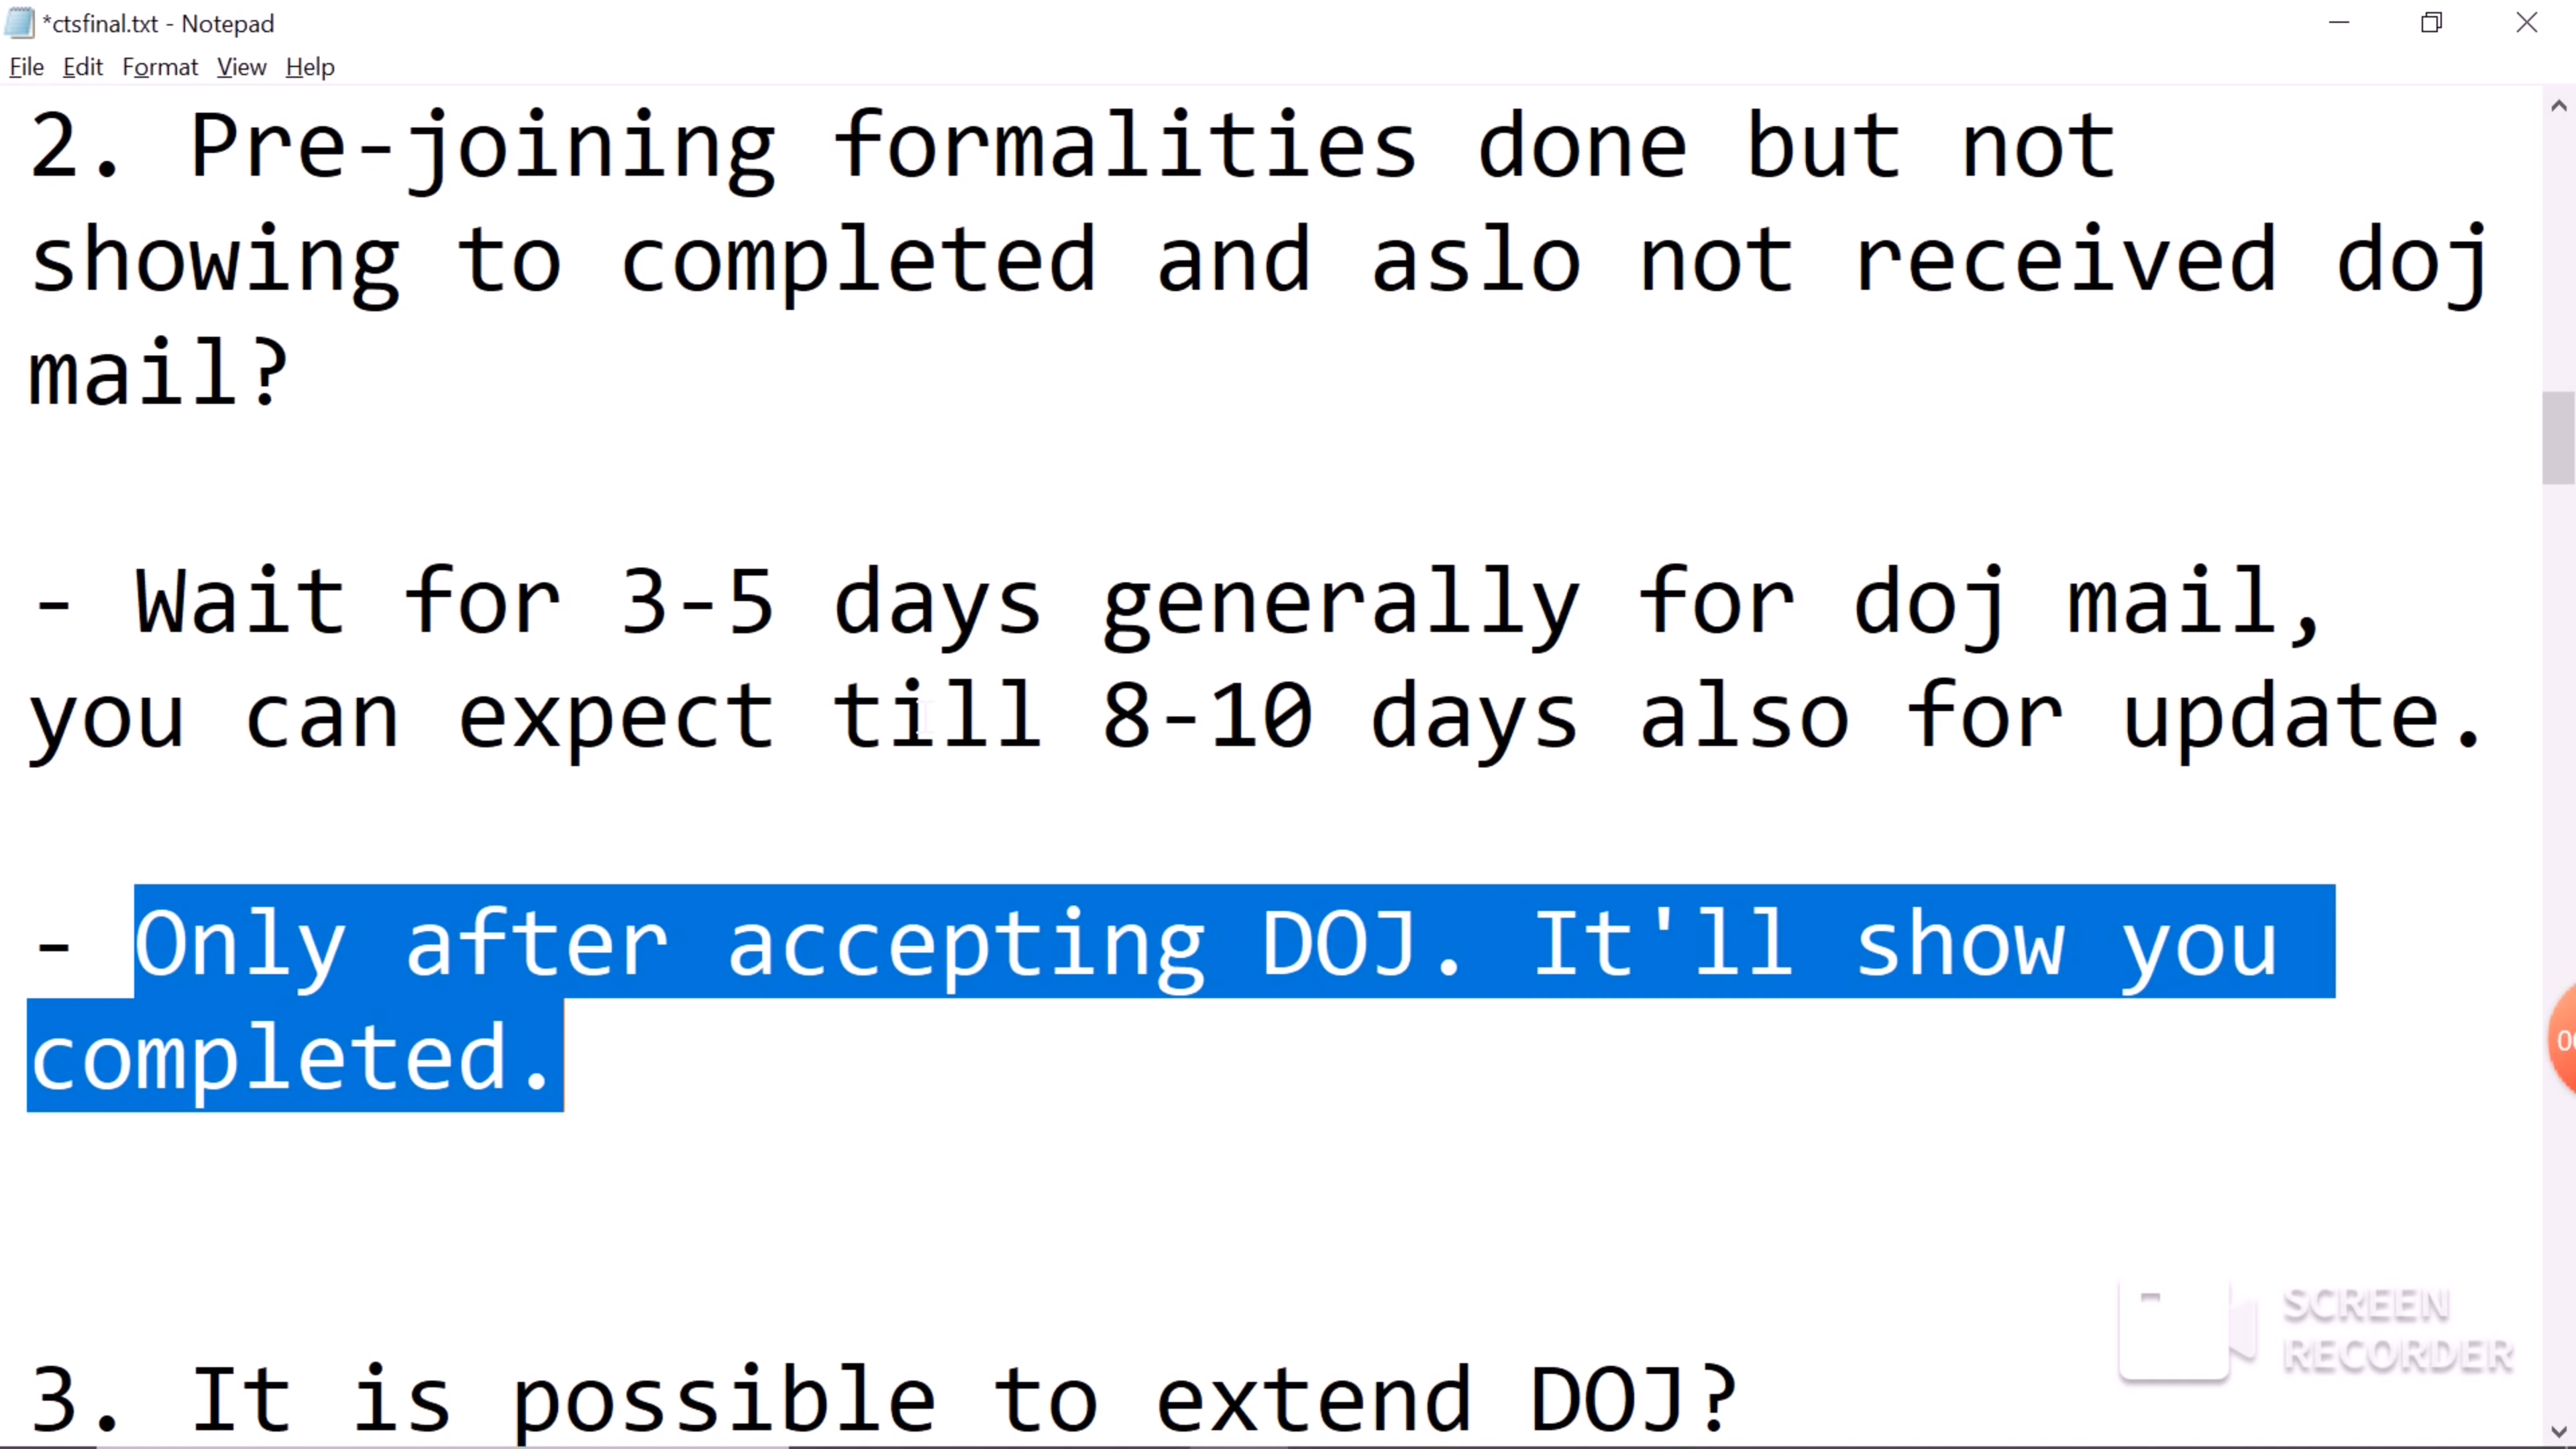 *ctsfinal.txt - Notepad
File Edit Format View Help
2. Pre-joining formalities done but not
showing to completed and aslo not received doj
mail?
- Wait for 3-5 days generally for doj mail,
you can expect till 8-10 days also for update.
- Only after accepting DOJ. It'll show you
completed.
3. It is possible to extend DOJ?
SCREEN
RECORDER